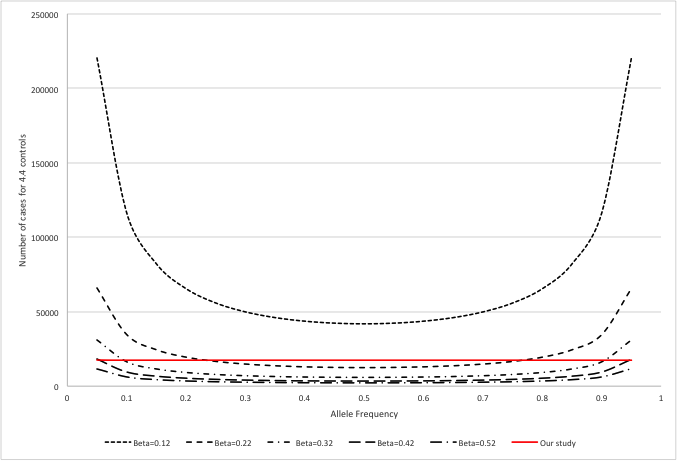 Number of cases for 4.4 controls
250000
200000
150000
100000
50000
0
0 0.1 0.2 0.3 0.4 0.5 0.6 0.7 0.8 0.9 1
Allele Frequency
Beta=0.12 Beta=0.22 Beta=0.32 Beta=0.42 Beta=0.52 Our study